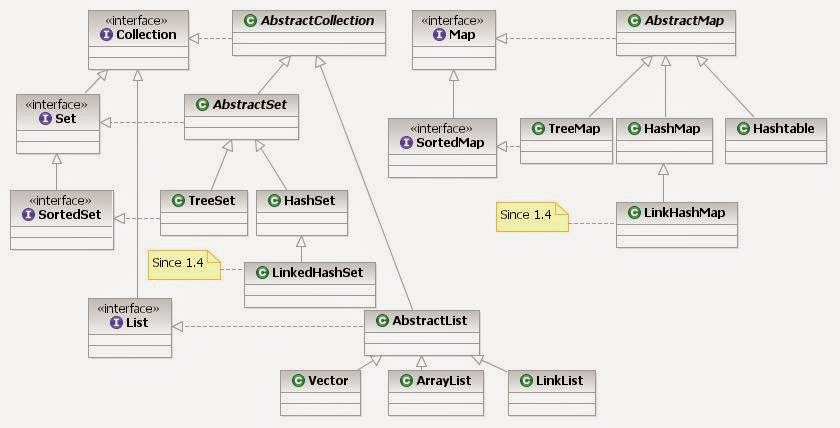 «interface»
I Collection
C AbstractCollection
«interface»
I Map
C AbstractMap
«interface»
I Set
C AbstractSet
«interface»
I SortedMap
C TreeMap
C HashMap
C Hashtable
«interface»
I SortedSet
C TreeSet
C HashSet
Since 1.4
C LinkHashMap
Since 1.4
C LinkedHashSet
«interface»
I List
C AbstractList
C Vector
C ArrayList
C LinkList